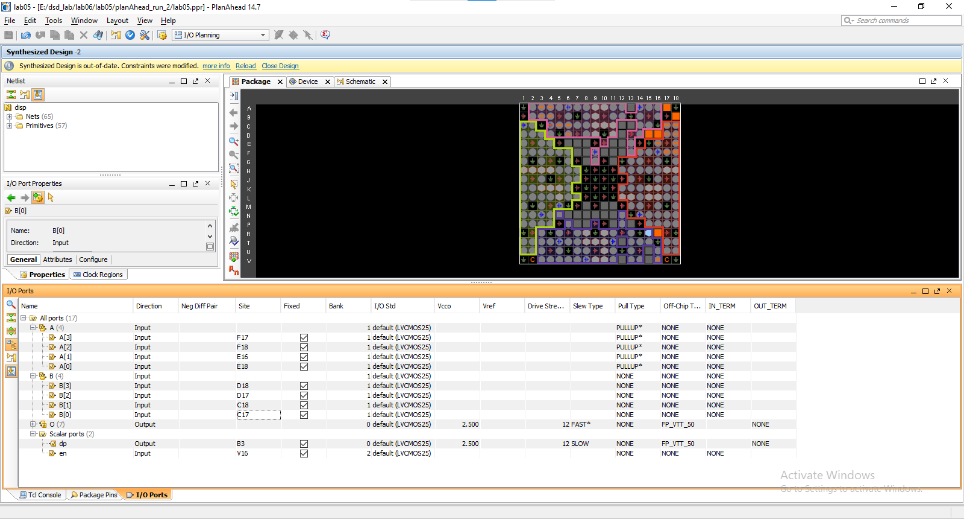 lab05 - [E:/dsd_lab/lab06/lab05/planAhead_run_2/lab05.ppr] - PlanAhead 14.7
File Edit Tools Window Layout View Help
Search commands
I/O Planning
Synthesized Design -2
Synthesized Design is out-of-date. Constraints were modified. more info Reload Close Design
Netlist
disp
Nets (65)
Primitives (57)
I/O Port Properties
B[0]
Name: B[0]
Direction: Input
General Attributes Configure
Properties Clock Regions
Package Device Schematic
1 2 3 4 5 6 7 8 9 10 11 12 13 14 15 16 17 18
A
B
C
D
E
F
G
H
J
K
L
M
N
P
R
T
U
V
I/O Ports
Name Direction Neg Diff Pair Site Fixed Bank I/O Std Vcco Vref Drive Stre... Slew Type Pull Type Off-Chip T... IN_TERM OUT_TERM
All ports (17)
A (4) Input 1 default (LVCMOS25) PULLUP* NONE NONE
A[3] Input F17 1 default (LVCMOS25) PULLUP* NONE NONE
A[2] Input F18 1 default (LVCMOS25) PULLUP* NONE NONE
A[1] Input E16 1 default (LVCMOS25) PULLUP* NONE NONE
A[0] Input E18 1 default (LVCMOS25) PULLUP* NONE NONE
B (4) Input 1 default (LVCMOS25) NONE NONE NONE
B[3] Input D18 1 default (LVCMOS25) NONE NONE NONE
B[2] Input D17 1 default (LVCMOS25) NONE NONE NONE
B[1] Input C18 1 default (LVCMOS25) NONE NONE NONE
B[0] Input C17 1 default (LVCMOS25) NONE NONE NONE
O (7) Output 0 default (LVCMOS25) 2.500 12 FAST* NONE FP_VTT_50 NONE
Scalar ports (2)
dp Output B3 0 default (LVCMOS25) 2.500 12 SLOW NONE FP_VTT_50 NONE
en Input V16 2 default (LVCMOS25) NONE NONE NONE
Activate Windows
Go to Settings to activate Windows.
Tcl Console Package Pins I/O Ports